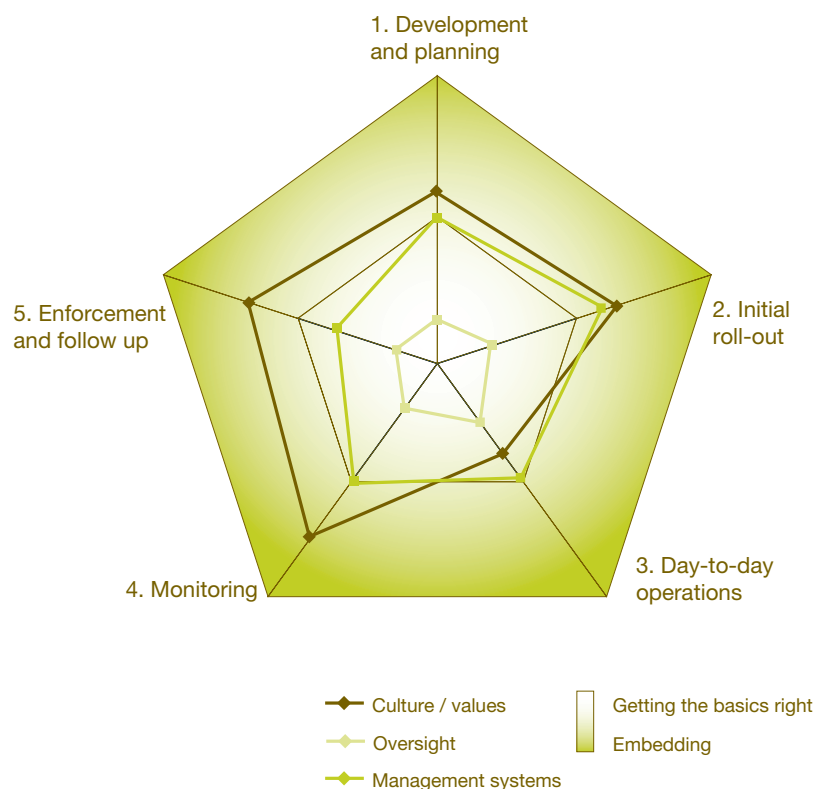 1. Development
and planning
2. Initial
roll-out
5. Enforcement
and follow up
3. Day-to-day
operations
4. Monitoring
Culture / values
Oversight
Management systems
Getting the basics right
Embedding